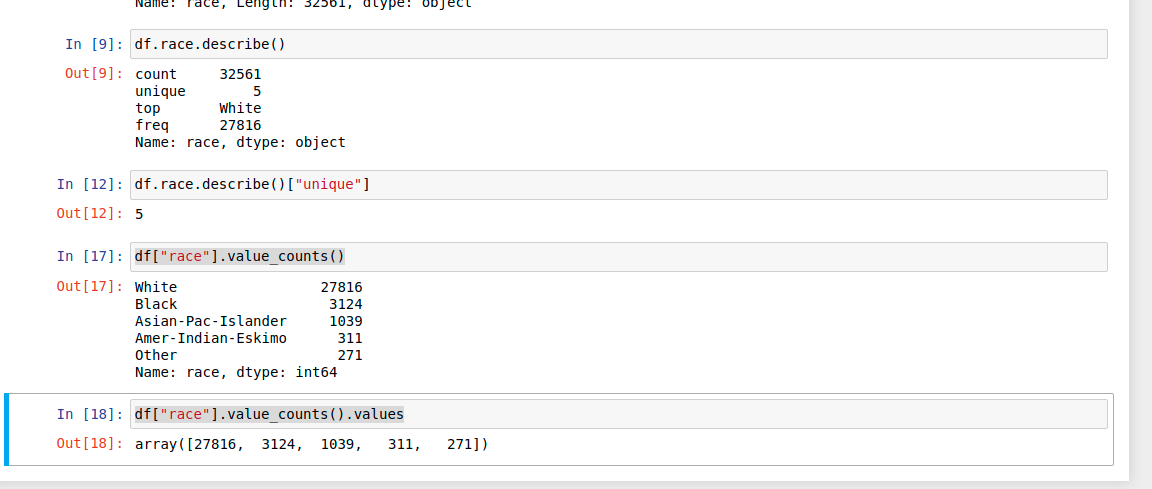 Name: race, Length: 32561, dtype: object
In [9]: df.race.describe()
Out[9]: count     32561
unique        5
top       White
freq      27816
Name: race, dtype: object
In [12]: df.race.describe()["unique"]
Out[12]: 5
In [17]: df["race"].value_counts()
Out[17]: White                 27816
Black                  3124
Asian-Pac-Islander     1039
Amer-Indian-Eskimo      311
Other                   271
Name: race, dtype: int64
In [18]: df["race"].value_counts().values
Out[18]: array([27816,  3124,  1039,   311,   271])